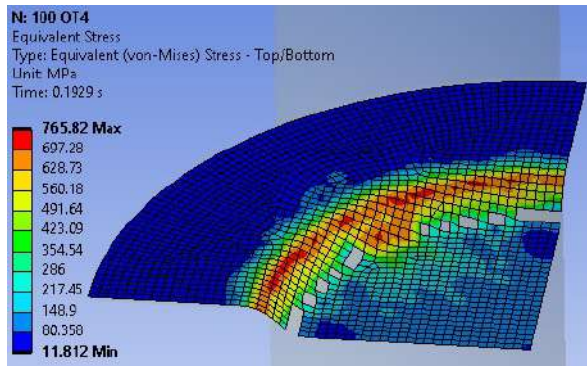 N: 100 OT4
Equivalent Stress
Type: Equivalent (von-Mises) Stress - Top/Bottom
Unit: MPa
Time: 0.1929 s
765.82 Max
697.28
628.73
560.18
491.64
423.09
354.54
286
217.45
148.9
80.358
11.812 Min